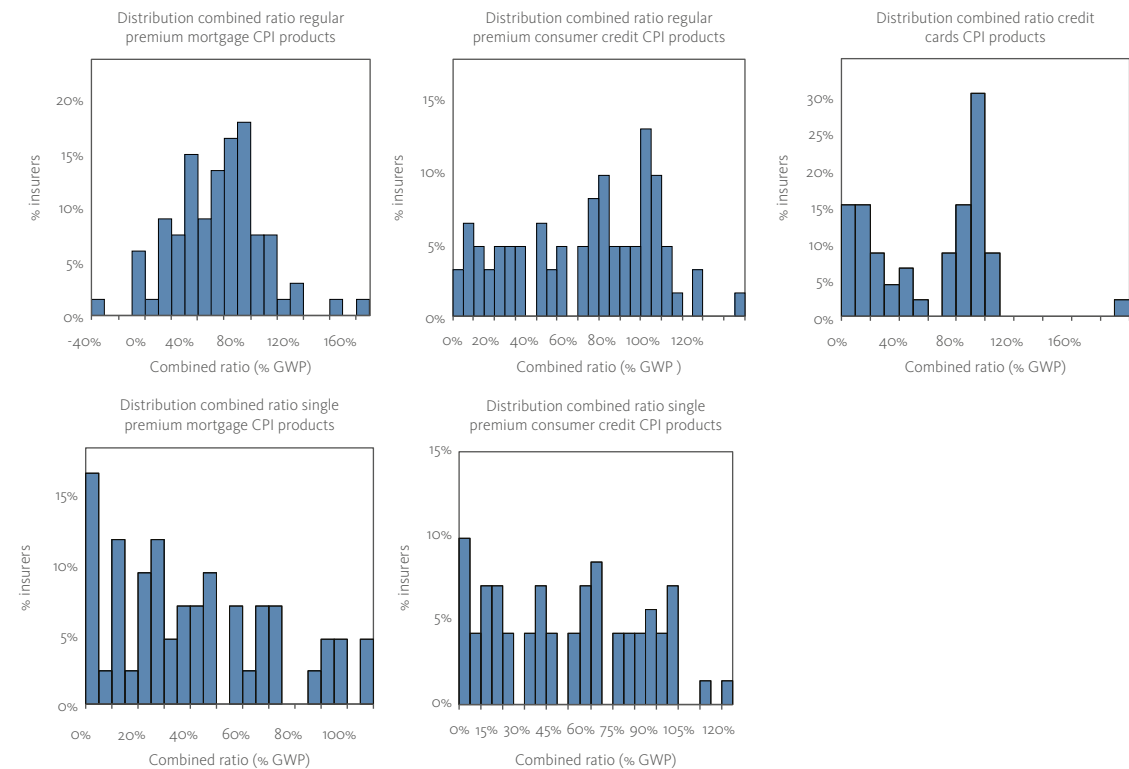 Distribution combined ratio regular
premium mortgage CPI products
20%
15%
10%
5%
0%
% insurers
-40% 0% 40% 80% 120% 160%
Combined ratio (% GWP)
Distribution combined ratio regular
premium consumer credit CPI products
15%
10%
5%
0%
% insurers
0% 20% 40% 60% 80% 100% 120%
Combined ratio (% GWP )
Distribution combined ratio credit
cards CPI products
30%
25%
20%
15%
10%
5%
0%
% insurers
0% 40% 80% 120% 160%
Combined ratio (% GWP)
Distribution combined ratio single
premium mortgage CPI products
15%
10%
5%
0%
% insurers
0% 20% 40% 60% 80% 100%
Combined ratio (% GWP)
Distribution combined ratio single
premium consumer credit CPI products
15%
10%
5%
0%
% insurers
0% 15% 30% 45% 60% 75% 90% 105% 120%
Combined ratio (% GWP)